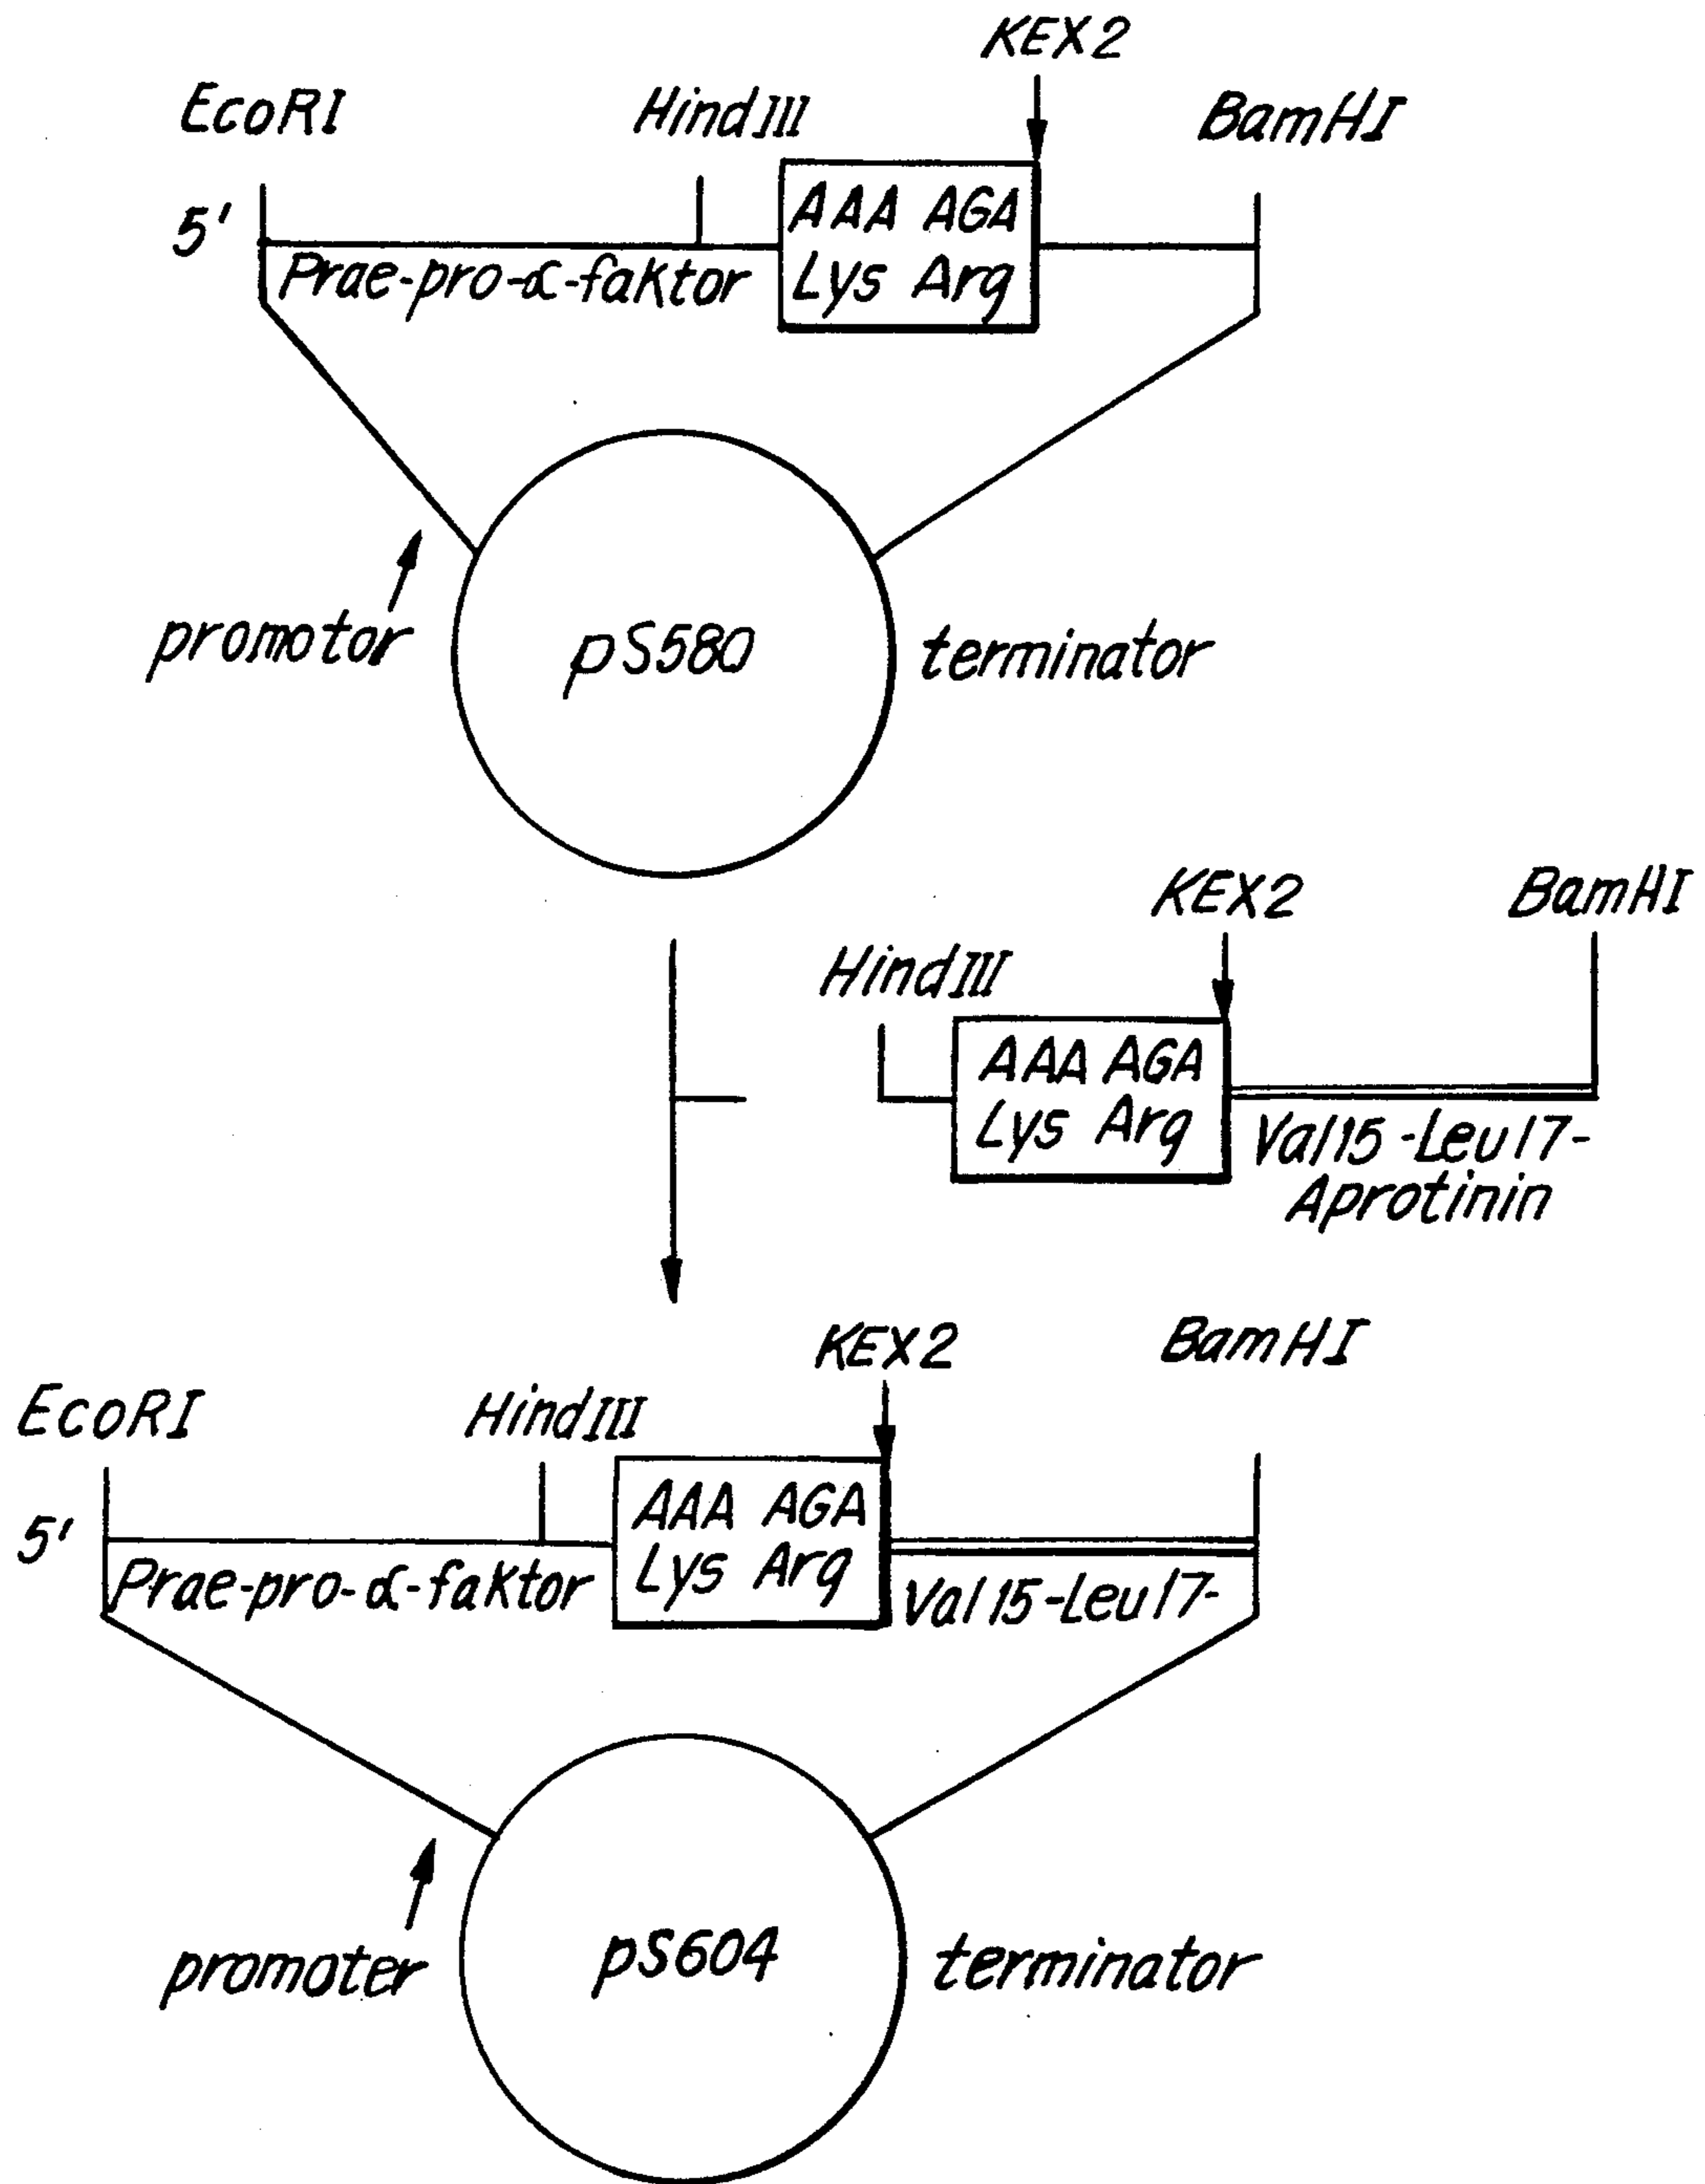 KEX2
EcoRI HindIII BamHI
5'
AAA AGA
Prae-pro-α-faktor Lys Arg
promotor pS580 terminator
KEX2 BamHI
HindIII
AAA AGA
Lys Arg Val15-Leu17-
Aprotinin
KEX2 BamHI
EcoRI HindIII
5' AAA AGA
Prae-pro-α-faktor Lys Arg Val15-Leu17-
promoter pS604 terminator